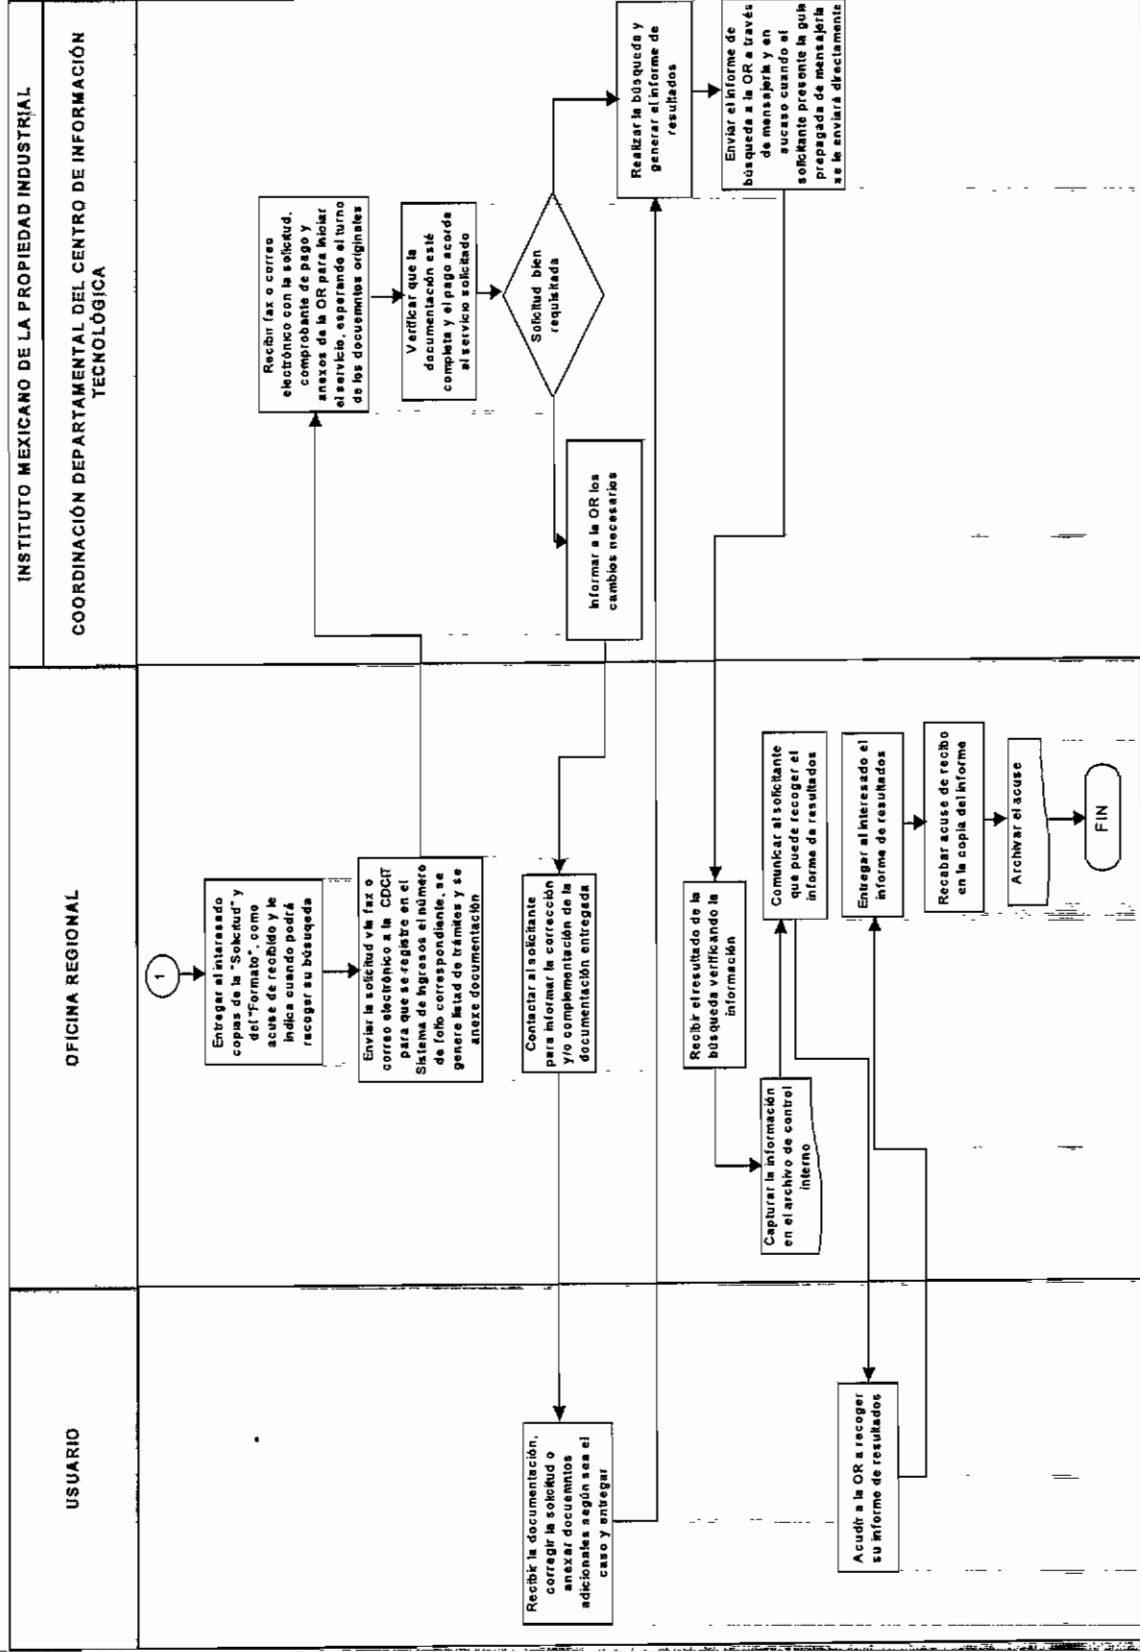 INSTITUTO MEXICANO DE LA PROPIEDAD INDUSTRIAL
USUARIO
OFICINA REGIONAL
COORDINACIÓN DEPARTAMENTAL DEL CENTRO DE INFORMACIÓN
TECNOLÓGICA
1
Entregar al interesado
copias de la "Solicitud" y
del "Formato", como
acuse de recibido y le
indica cuando podrá
recoger su búsuqeda
Enviar la solicitud vía fax o
correo electrónico a la CDCIT
para que se registre en el
Sistema de Ingresos el número
de folio correspondiente, se
genere listad de trámites y se
anexe documentación
Recibir fax o correo
electrónico con la solicitud,
comprobante de pago y
anexos de la OR para iniciar
el servicio, esperando el turno
de los docuemntos originales
Verificar que la
documentación esté
completa y el pago acorde
al servicio solicitado
Solicitud bien
requisitada
Informar a la OR los
cambios necesarios
Contactar al solicitante
para informar la corrección
y/o complementación de la
documentación entregada
Recibir la documentación,
corregir la solicitud o
anexar docuemntos
adicionales según sea el
caso y entregar
Realizar la búsqueda y
generar el informe de
resultados
Enviar el informe de
búsqueda a la OR a través
de mensajería y en
sucaso cuando el
solicitante presente la guía
prepagada de mensajería
se le enviará directamente
Recibir el resultado de la
búsqueda verificando la
información
Capturar la información
en el archivo de control
interno
Comunicar al solicitante
que puede recoger el
informe de resultados
Acudir a la OR a recoger
su informe de resultados
Entregar al interesado el
informe de resultados
Recabar acuse de recibo
en la copia del informe
Archivar el acuse
FIN